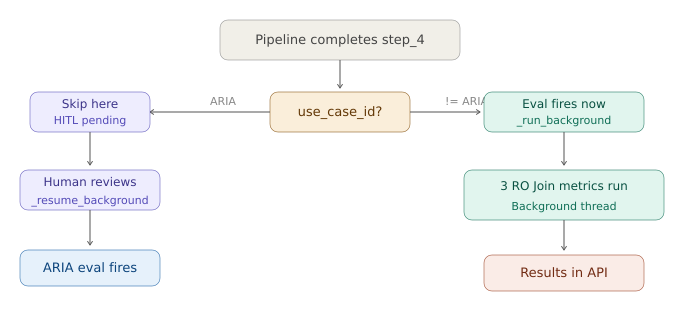 Pipeline completes step_4
ARIA
use_case_id?
!= ARIA
Skip here
HITL pending
Eval fires now
_run_background
Human reviews
_resume_background
3 RO Join metrics run
Background thread
ARIA eval fires
Results in API